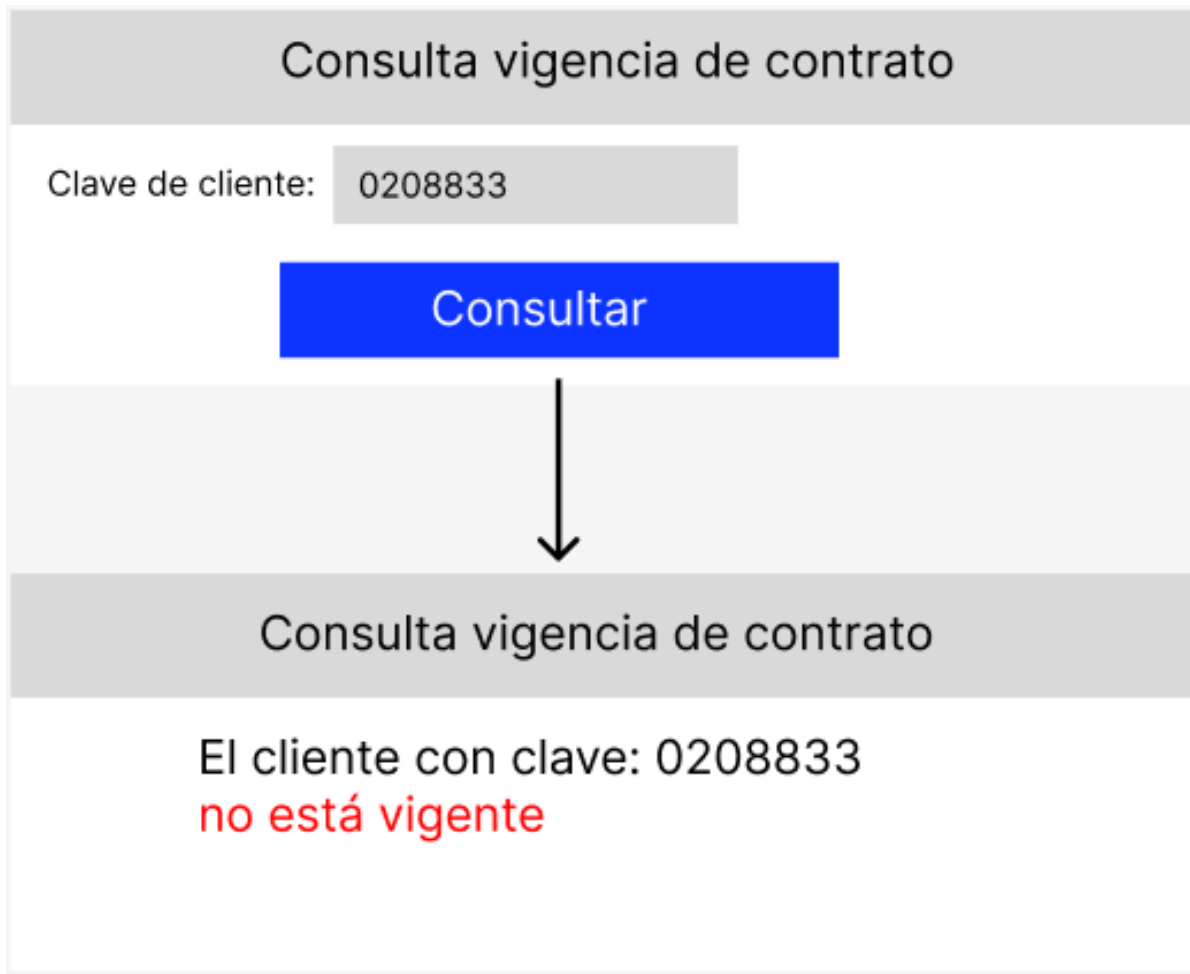 Consulta vigencia de contrato
Clave de cliente: 0208833
Consultar
Consulta vigencia de contrato
El cliente con clave: 0208833
no está vigente